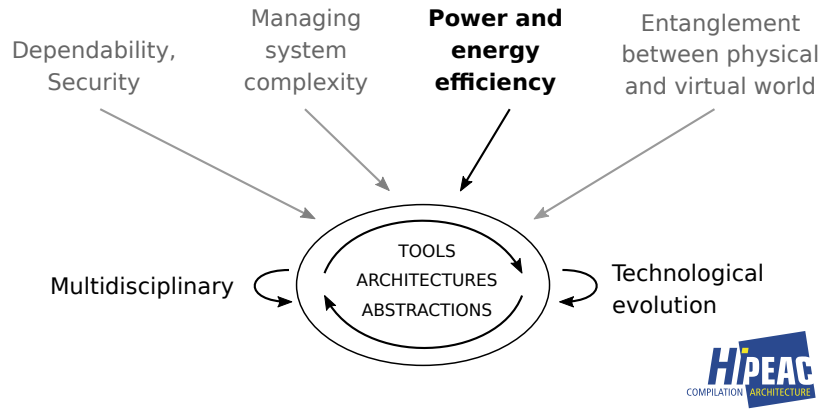 Dependability,
Security
Managing
system
complexity
Power and
energy
efficiency
Entanglement
between physical
and virtual world
TOOLS
ARCHITECTURES
ABSTRACTIONS
Multidisciplinary
Technological
evolution
HiPEAC
COMPILATION ARCHITECTURE